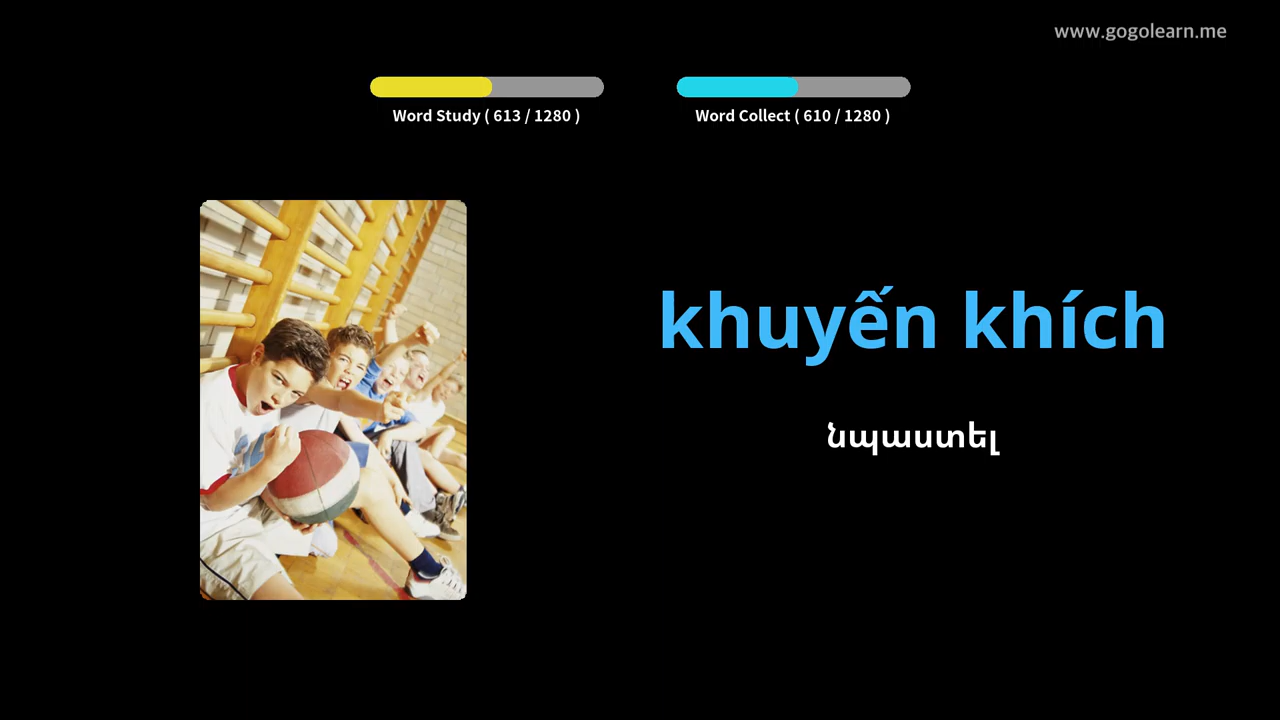 www.gogolearn.me
Word Study ( 613 / 1280 )
Word Collect ( 610 / 1280 )
khuyến khích
նպաստել